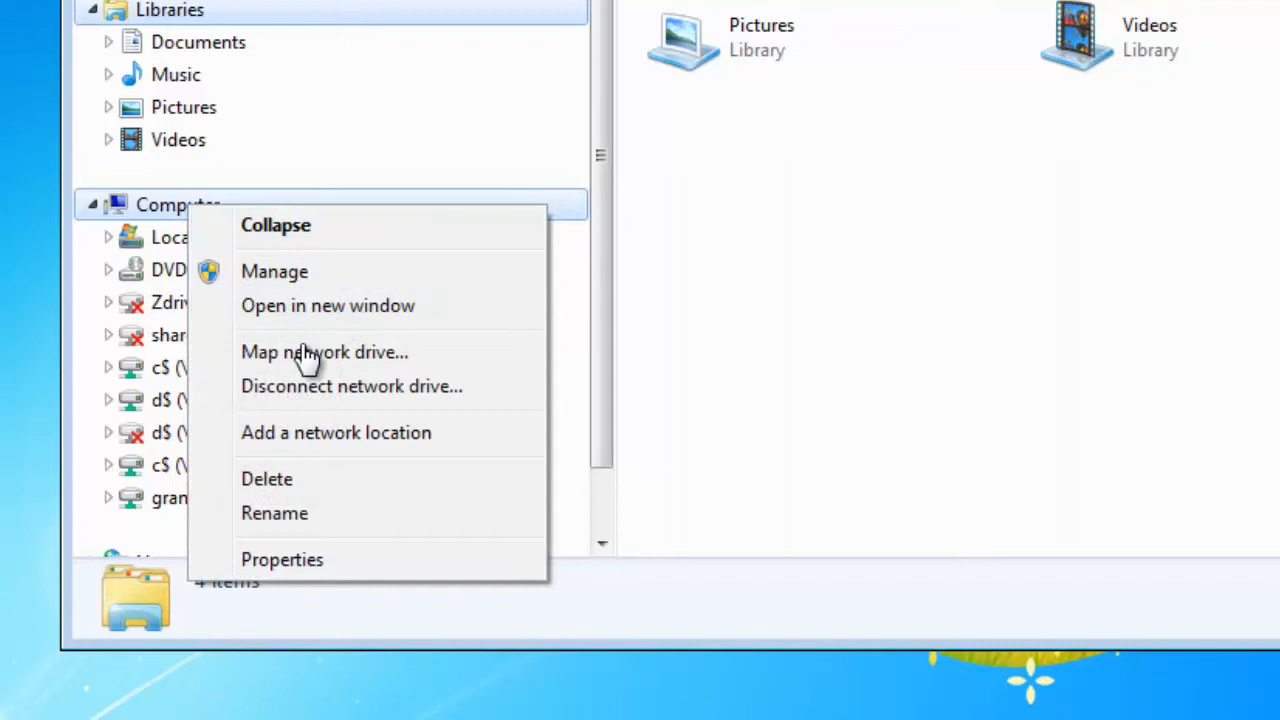 Libraries
Documents
Music
Pictures
Videos
Computer
Collapse
Manage
Open in new window
Map network drive...
Disconnect network drive...
Add a network location
Delete
Rename
Properties
Loca
DVD
Zdriv
shar
c$ (\
d$ (\
d$ (\
c$ (\
gran
4 items
Pictures
Library
Videos
Library